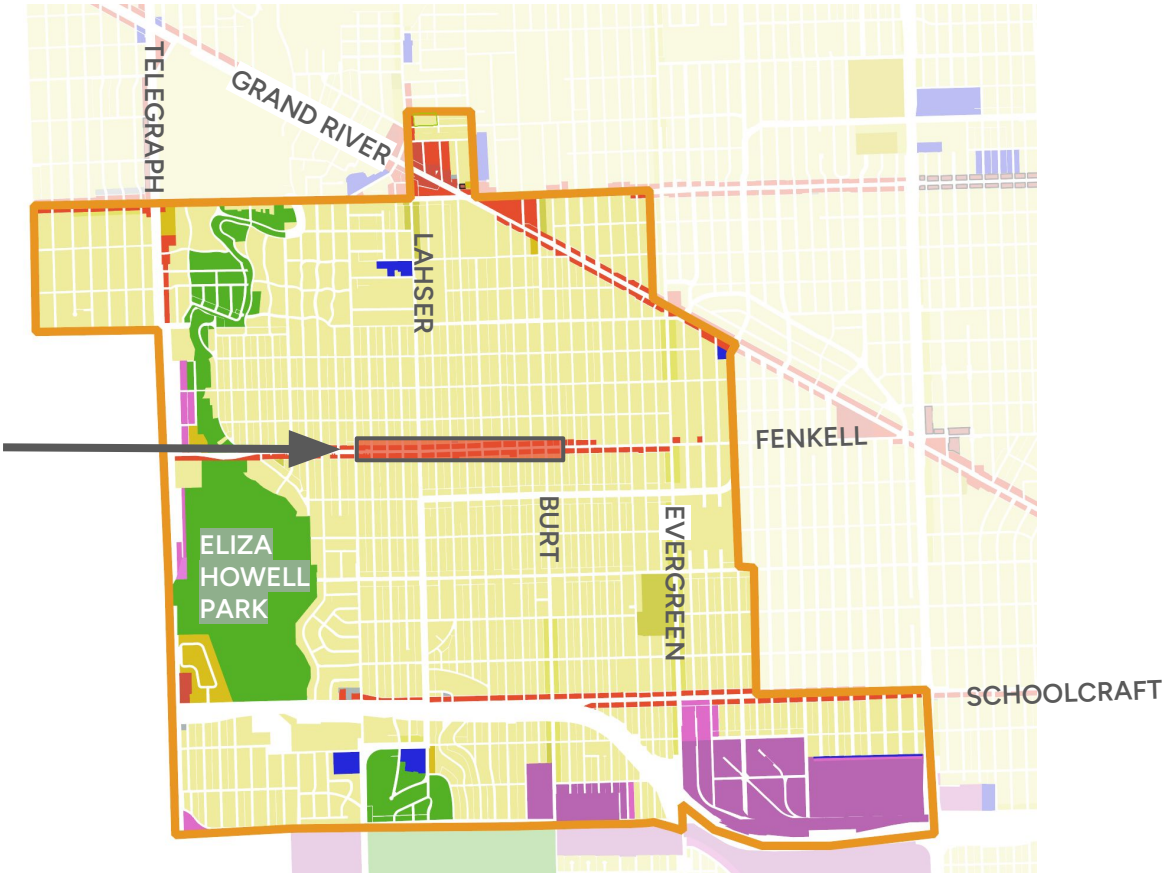 TELEGRAPH
GRAND RIVER
LAHSER
FENKELL
BURT
EVERGREEN
ELIZA
HOWELL
PARK
SCHOOLCRAFT